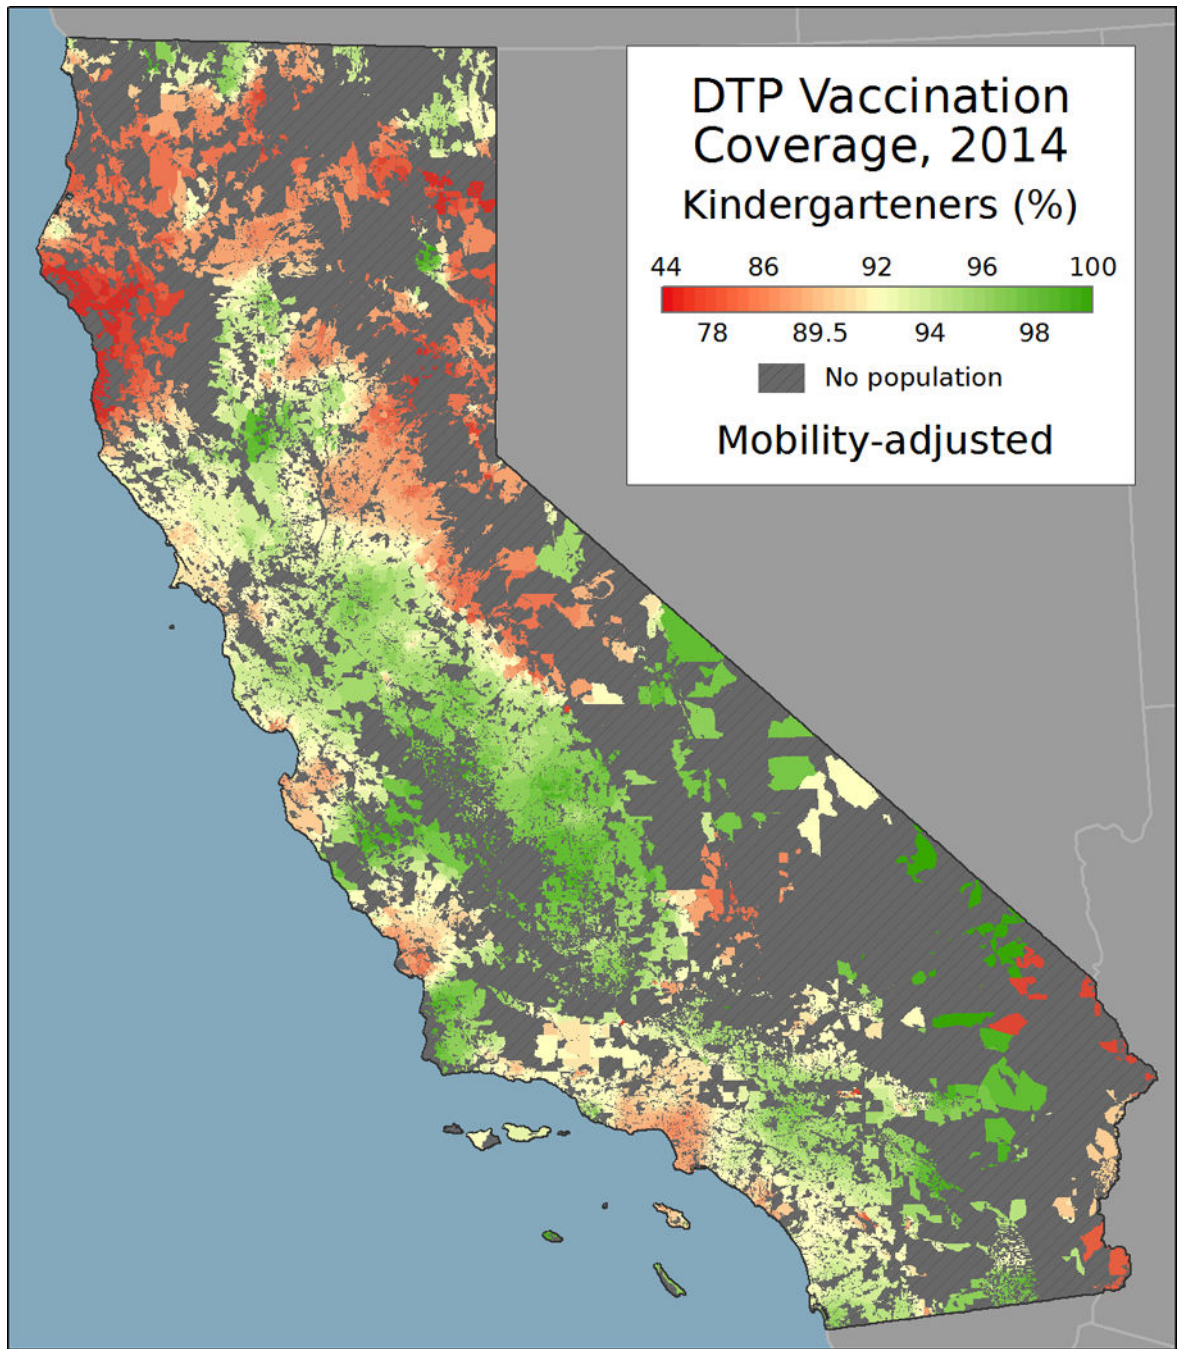 DTP Vaccination
Coverage, 2014
Kindergarteners (%)
44 86 92 96 100
78 89.5 94 98
No population
Mobility-adjusted